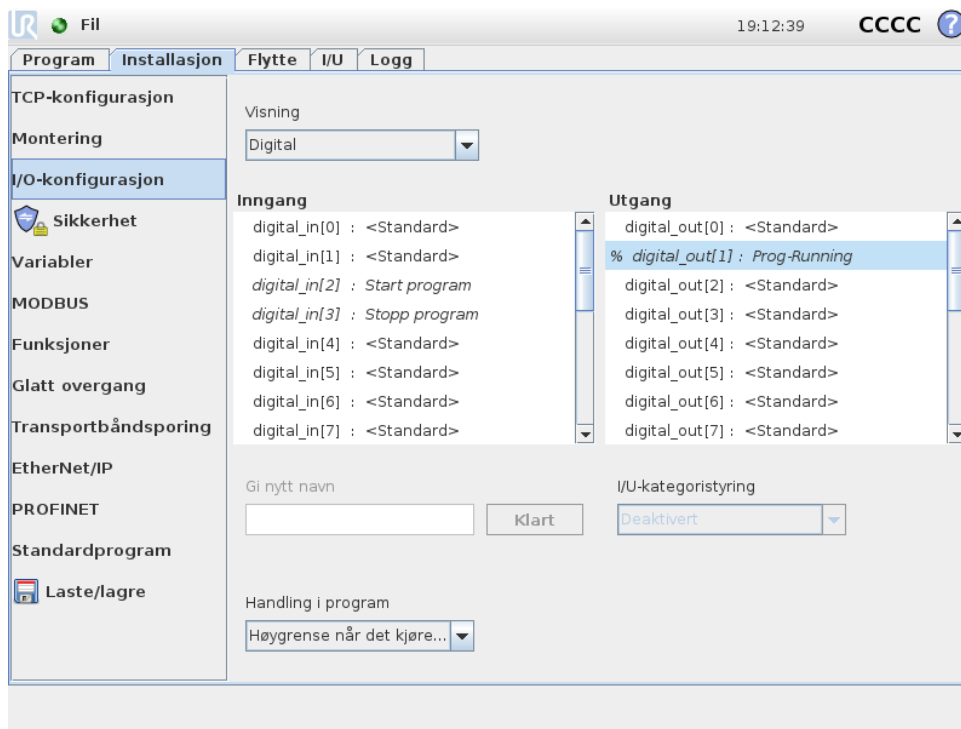 UR Fil 19:12:39 CCCC ?
Program Installasjon Flytte I/U Logg
TCP-konfigurasjon
Montering
I/O-konfigurasjon
Sikkerhet
Variabler
MODBUS
Funksjoner
Glatt overgang
Transportbåndsporing
EtherNet/IP
PROFINET
Standardprogram
Laste/lagre
Visning
Digital
Inngang
digital_in[0] : <Standard>
digital_in[1] : <Standard>
digital_in[2] : Start program
digital_in[3] : Stopp program
digital_in[4] : <Standard>
digital_in[5] : <Standard>
digital_in[6] : <Standard>
digital_in[7] : <Standard>
Utgang
digital_out[0] : <Standard>
% digital_out[1] : Prog-Running
digital_out[2] : <Standard>
digital_out[3] : <Standard>
digital_out[4] : <Standard>
digital_out[5] : <Standard>
digital_out[6] : <Standard>
digital_out[7] : <Standard>
Gi nytt navn
Klart
I/U-kategoristyring
Deaktivert
Handling i program
Høygrense når det kjøre...